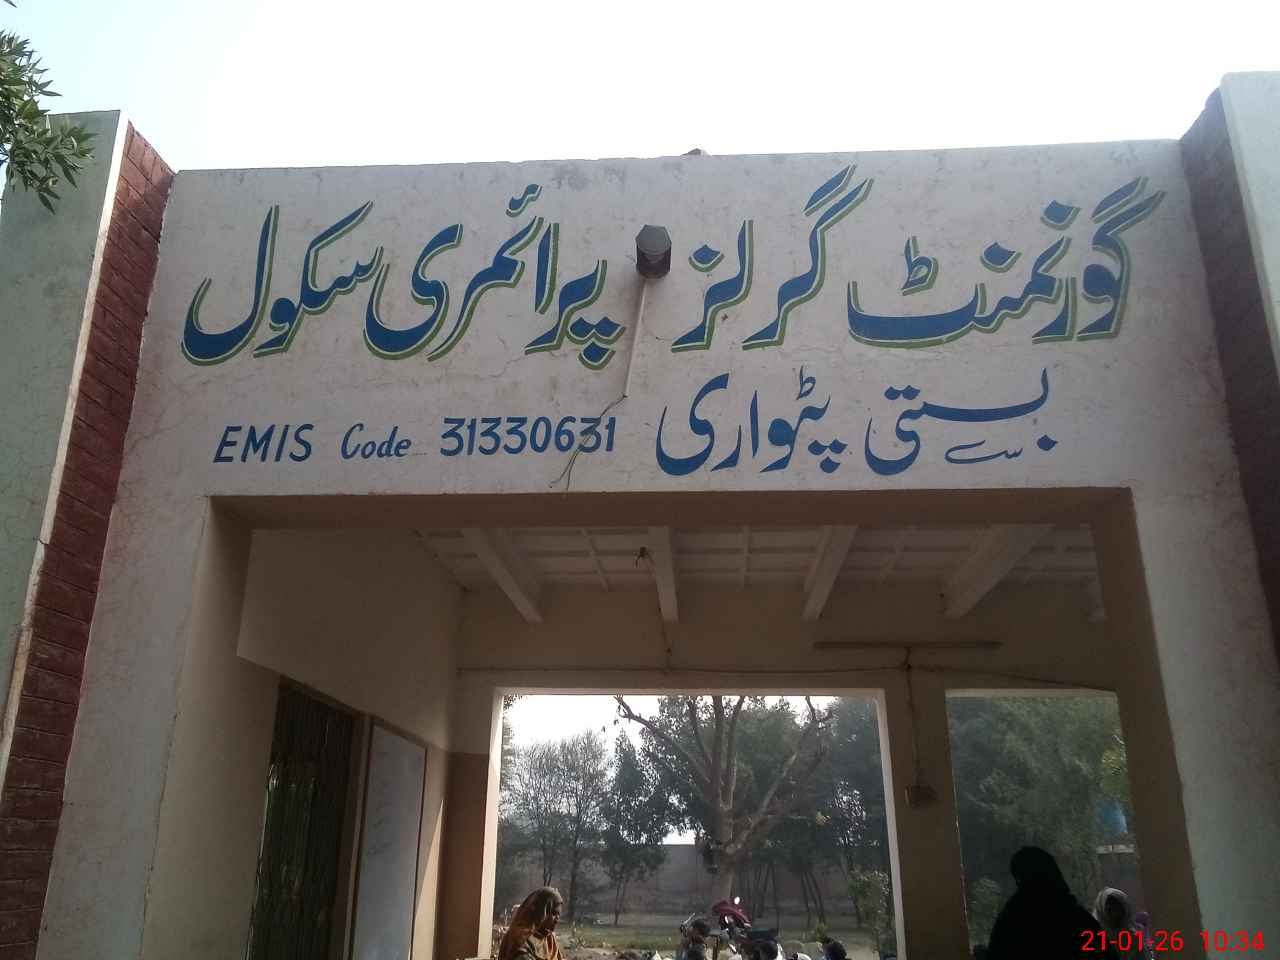 گورنمنٹ گرلز پرائمری سکول
بستی پٹواری
EMIS Code 31330631
21-01-26 10:34